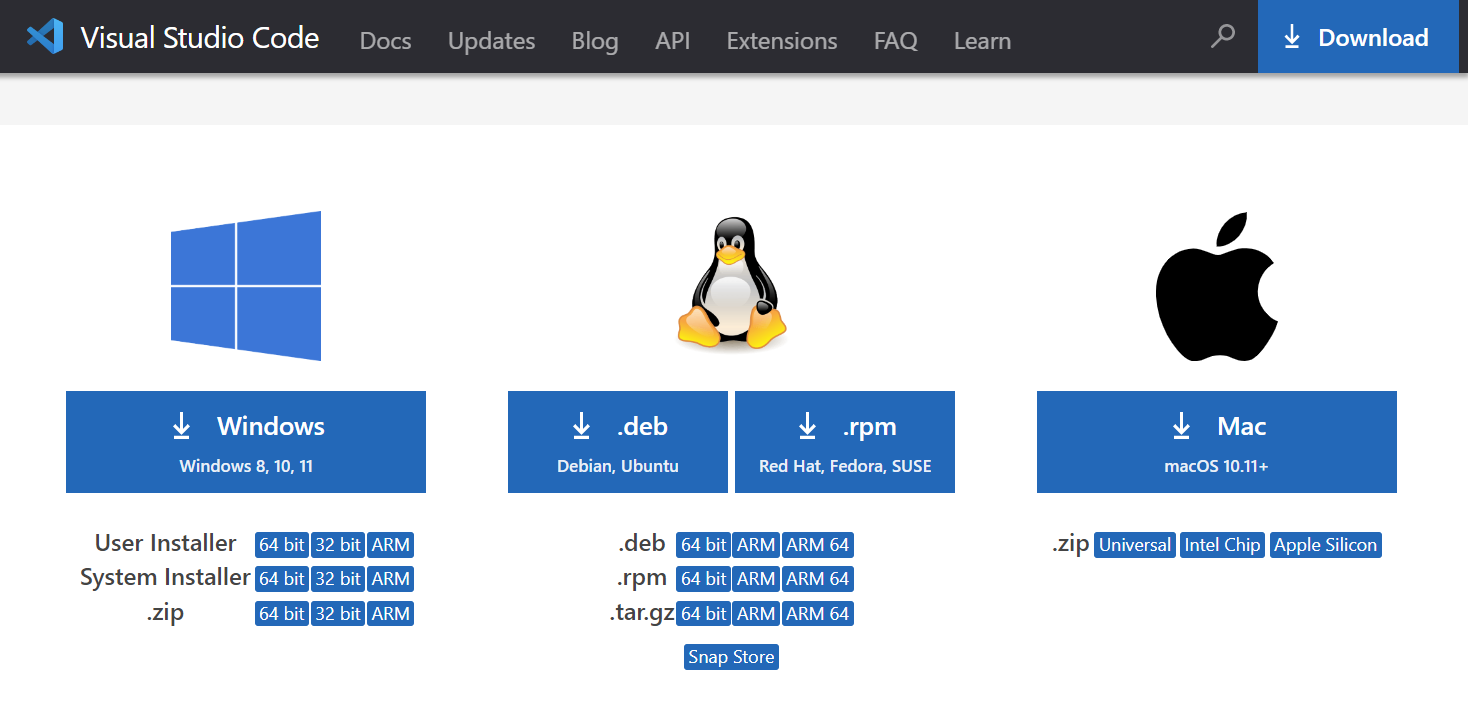 Visual Studio Code Docs Updates Blog API Extensions FAQ Learn Download
Windows
Windows 8, 10, 11
.deb
Debian, Ubuntu
.rpm
Red Hat, Fedora, SUSE
Mac
macOS 10.11+
User Installer 64 bit 32 bit ARM
System Installer 64 bit 32 bit ARM
.zip 64 bit 32 bit ARM
.deb 64 bit ARM ARM 64
.rpm 64 bit ARM ARM 64
.tar.gz 64 bit ARM ARM 64
Snap Store
.zip Universal Intel Chip Apple Silicon